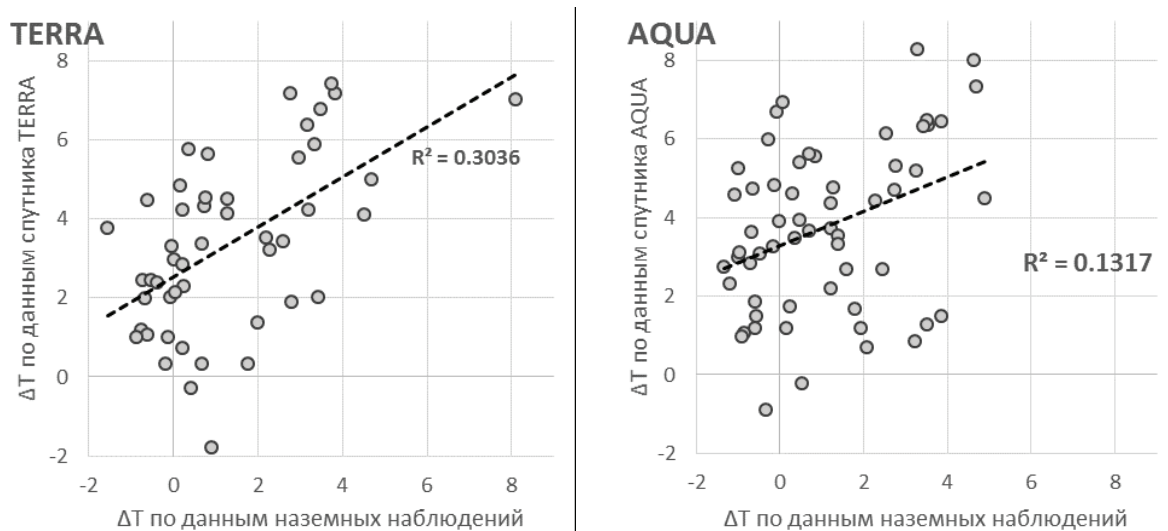 TERRA
ΔT по данным спутника TERRA
8
6
4
2
0
-2
R² = 0.3036
-2 0 2 4 6 8
ΔT по данным наземных наблюдений
AQUA
ΔT по данным спутника AQUA
8
6
4
2
0
-2
R² = 0.1317
-2 0 2 4 6 8
ΔT по данным наземных наблюдений